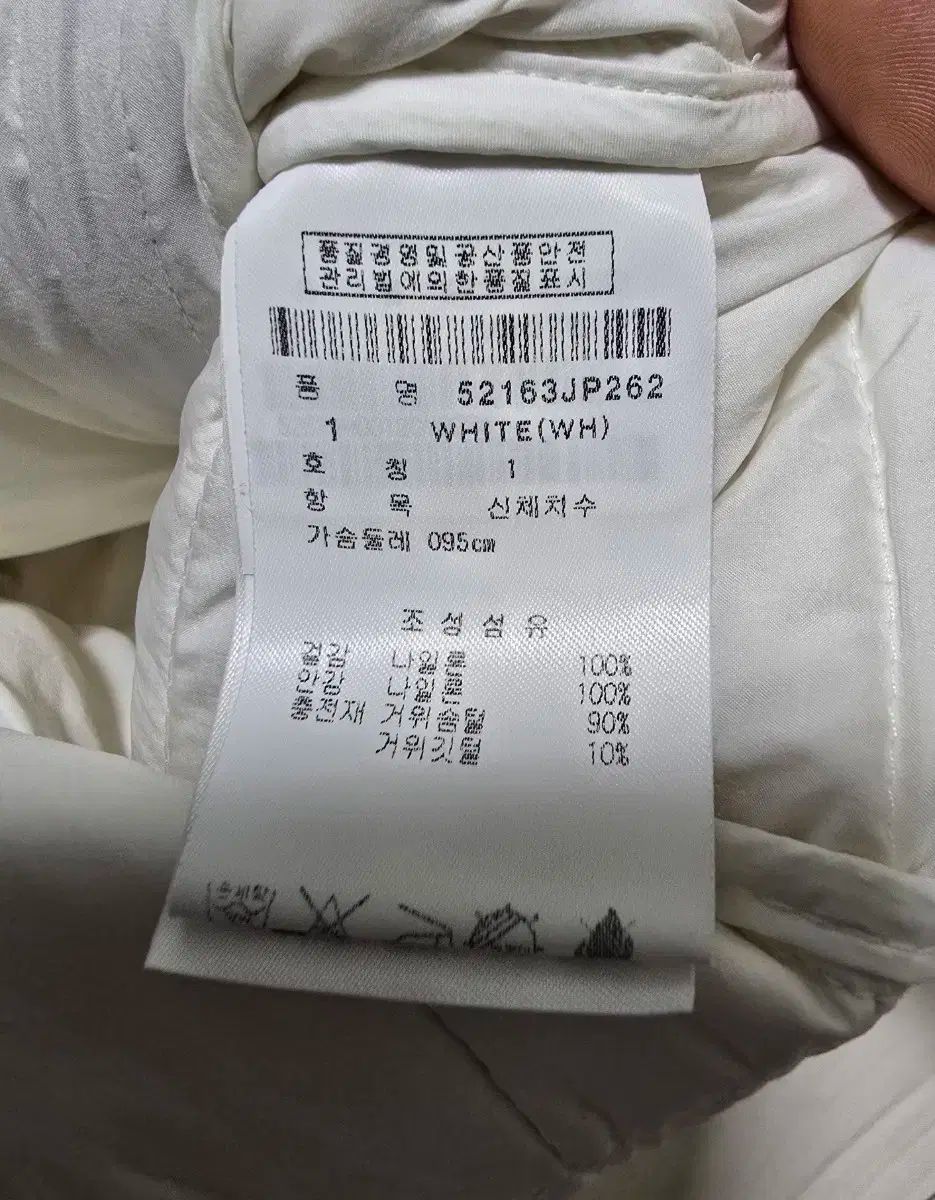 품질경영및공산품안전
관리법에의한품질표시
품 명 52163JP262
1 WHITE(WH)
호 칭 1
항 목 신체치수
가슴둘레 095cm
조 성 섬 유
겉감 나일론 100%
안감 나일론 100%
충전재 거위솜털 90%
거위깃털 10%